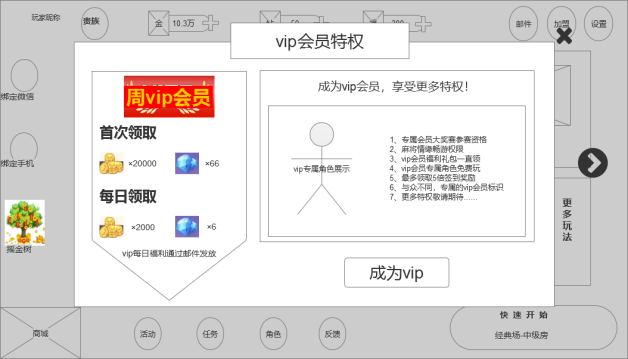 玩家昵称
贵族
金
10.3万
钻
50
200
邮件
加盟
设置
vip会员特权
绑定微信
绑定手机
摇金树
周vip会员
首次领取
×20000
×66
每日领取
×2000
×6
vip每日福利通过邮件发放
成为vip会员，享受更多特权！
vip专属角色展示
1、专属会员大奖赛参赛资格
2、麻将情缘畅游权限
3、vip会员福利礼包一直领
4、vip会员专属角色免费玩
5、最多领取5倍签到奖励
6、与众不同，专属的vip会员标识
7、更多特权敬请期待……
成为vip
更多玩法
商城
活动
任务
角色
反馈
快 速 开 始
经典场-中级房